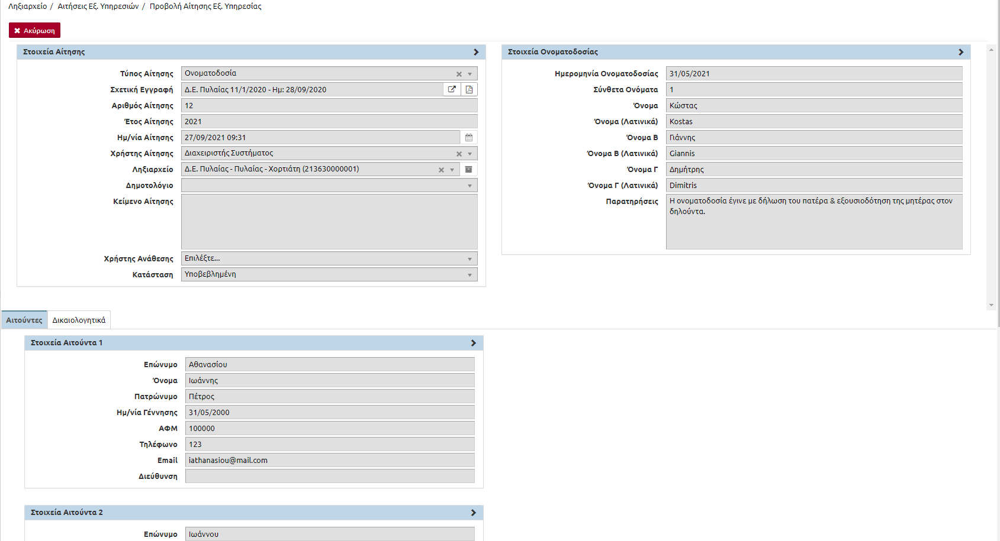 Ληξιαρχείο / Αιτήσεις Εξ. Υπηρεσιών / Προβολή Αίτησης Εξ. Υπηρεσίας
Ακύρωση
Στοιχεία Αίτησης
Τύπος Αίτησης Ονοματοδοσία
Σχετική Εγγραφή Δ.Ε. Πυλαίας 11/1/2020 - Ημ: 28/09/2020
Αριθμός Αίτησης 12
Έτος Αίτησης 2021
Ημ/νία Αίτησης 27/09/2021 09:31
Χρήστης Αίτησης Διαχειριστής Συστήματος
Ληξιαρχείο Δ.Ε. Πυλαίας - Πυλαίας - Χορτιάτη (213630000001)
Δημοτολόγιο
Κείμενο Αίτησης
Χρήστης Ανάθεσης Επιλέξτε...
Κατάσταση Υποβεβλημένη
Στοιχεία Ονοματοδοσίας
Ημερομηνία Ονοματοδοσίας 31/05/2021
Σύνθετα Ονόματα 1
Όνομα Κώστας
Όνομα (Λατινικά) Kostas
Όνομα Β Γιάννης
Όνομα Β (Λατινικά) Giannis
Όνομα Γ Δημήτρης
Όνομα Γ (Λατινικά) Dimitris
Παρατηρήσεις Η ονοματοδοσία έγινε με δήλωση του πατέρα & εξουσιοδότηση της μητέρας στον
δηλούντα.
Αιτούντες Δικαιολογητικά
Στοιχεία Αιτούντα 1
Επώνυμο Αθανασίου
Όνομα Ιωάννης
Πατρώνυμο Πέτρος
Ημ/νία Γέννησης 31/05/2000
ΑΦΜ 100000
Τηλέφωνο 123
Email iathanasiou@mail.com
Διεύθυνση
Στοιχεία Αιτούντα 2
Επώνυμο Ιωάννου